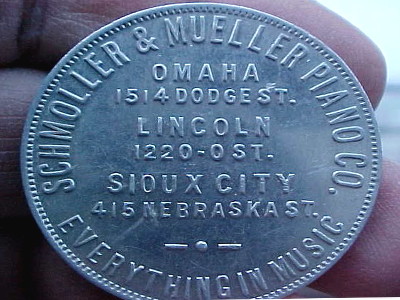 SCHMOLLER & MUELLER PIANO CO.
OMAHA
1514 DODGE ST.
LINCOLN
1220-O ST.
SIOUX CITY
415 NEBRASKA ST.
EVERYTHING IN MUSIC